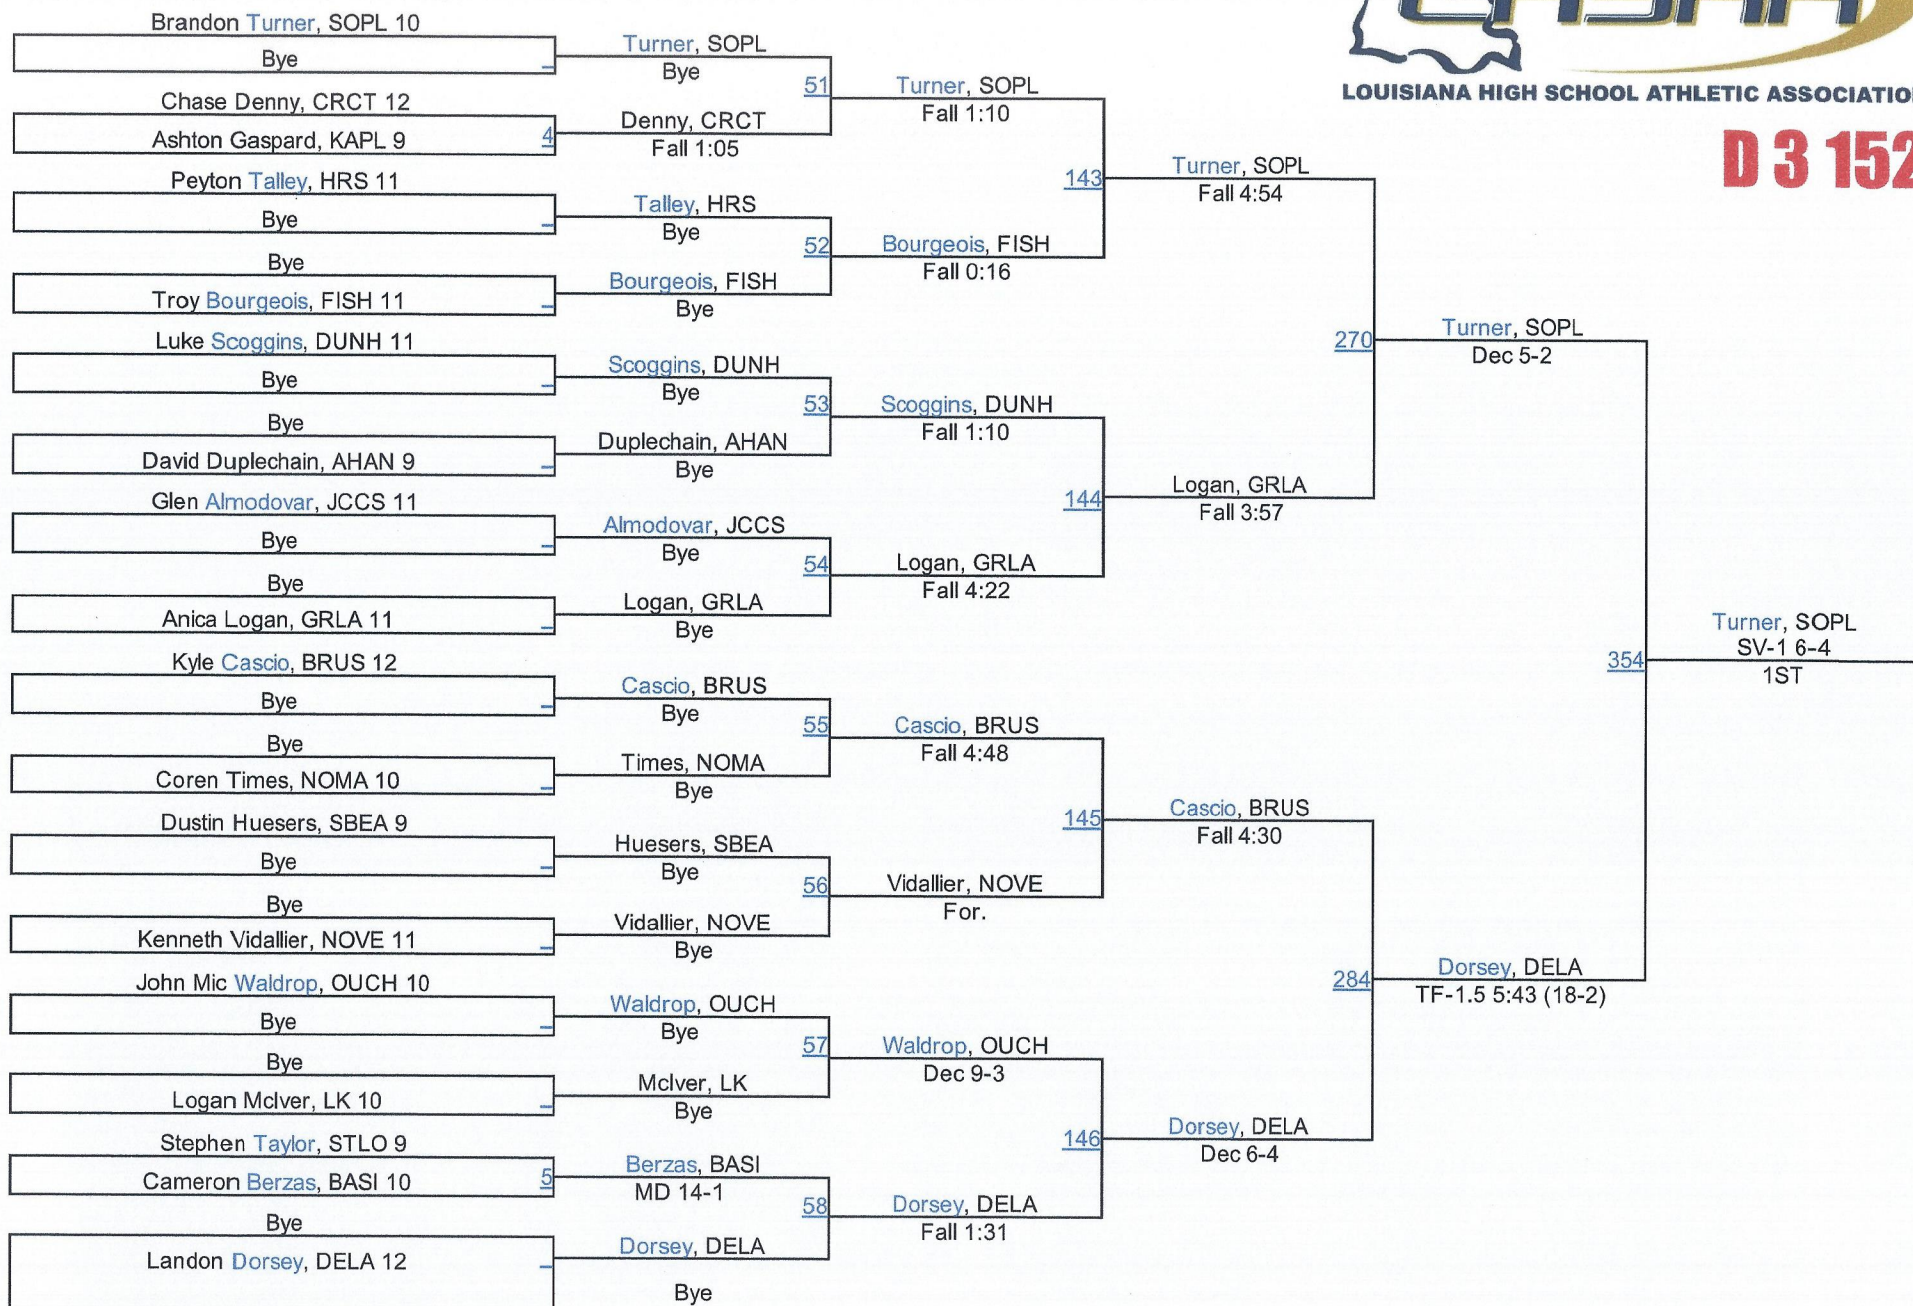 LHSAA
LOUISIANA HIGH SCHOOL ATHLETIC ASSOCIATION
D 3 152
Brandon Turner, SOPL 10
Bye
Chase Denny, CRCT 12
Ashton Gaspard, KAPL 9
4
Peyton Talley, HRS 11
Bye
Bye
Troy Bourgeois, FISH 11
Luke Scoggins, DUNH 11
Bye
Bye
David Duplechain, AHAN 9
Glen Almodovar, JCCS 11
Bye
Bye
Anica Logan, GRLA 11
Kyle Cascio, BRUS 12
Bye
Bye
Coren Times, NOMA 10
Dustin Huesers, SBEA 9
Bye
Bye
Kenneth Vidallier, NOVE 11
John Mic Waldrop, OUCH 10
Bye
Bye
Logan McIver, LK 10
Stephen Taylor, STLO 9
Cameron Berzas, BASI 10
5
Bye
Landon Dorsey, DELA 12
Turner, SOPL
Bye
51
Denny, CRCT
Fall 1:05
Talley, HRS
Bye
52
Bourgeois, FISH
Bye
Scoggins, DUNH
Bye
53
Duplechain, AHAN
Bye
Almodovar, JCCS
Bye
54
Logan, GRLA
Bye
Cascio, BRUS
Bye
55
Times, NOMA
Bye
Huesers, SBEA
Bye
56
Vidallier, NOVE
Bye
Waldrop, OUCH
Bye
57
McIver, LK
Bye
Berzas, BASI
MD 14-1
58
Dorsey, DELA
Bye
Turner, SOPL
Fall 1:10
143
Bourgeois, FISH
Fall 0:16
Scoggins, DUNH
Fall 1:10
144
Logan, GRLA
Fall 4:22
Cascio, BRUS
Fall 4:48
145
Vidallier, NOVE
For.
Waldrop, OUCH
Dec 9-3
146
Dorsey, DELA
Fall 1:31
Turner, SOPL
Fall 4:54
270
Logan, GRLA
Fall 3:57
Cascio, BRUS
Fall 4:30
284
Dorsey, DELA
Dec 6-4
Turner, SOPL
Dec 5-2
354
Dorsey, DELA
TF-1.5 5:43 (18-2)
Turner, SOPL
SV-1 6-4
1ST